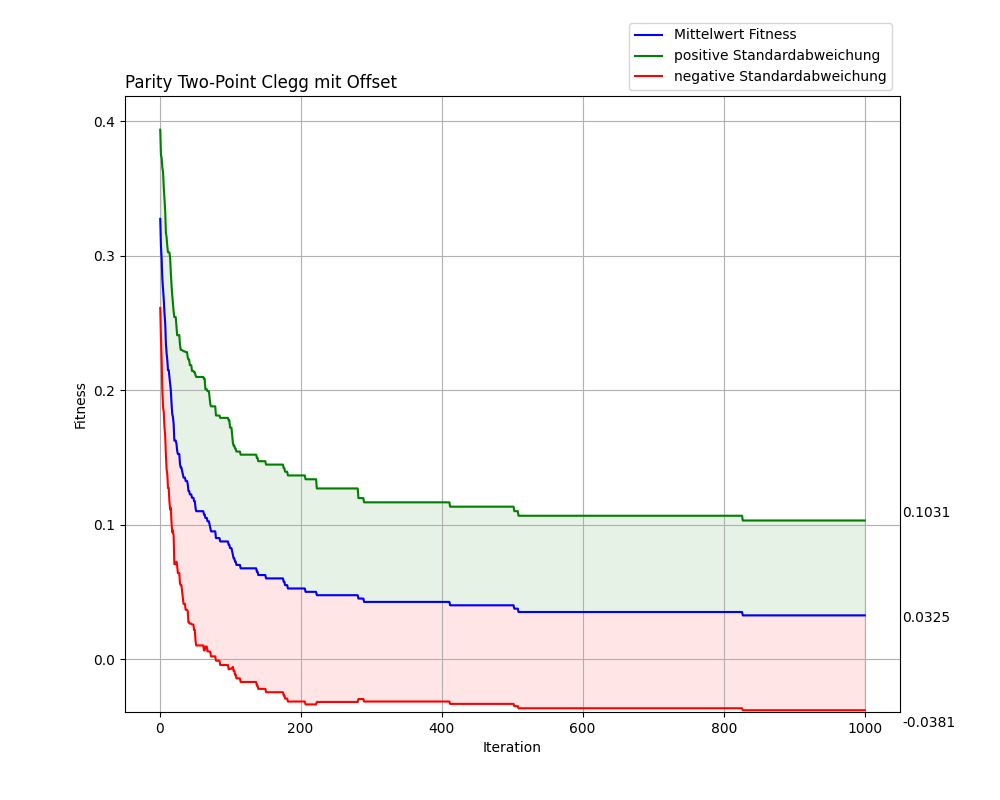 Mittelwert Fitness
positive Standardabweichung
negative Standardabweichung
Parity Two-Point Clegg mit Offset
0.4
0.3
0.2
0.1
0.0
Fitness
0.1031
0.0325
-0.0381
0 200 400 600 800 1000
Iteration